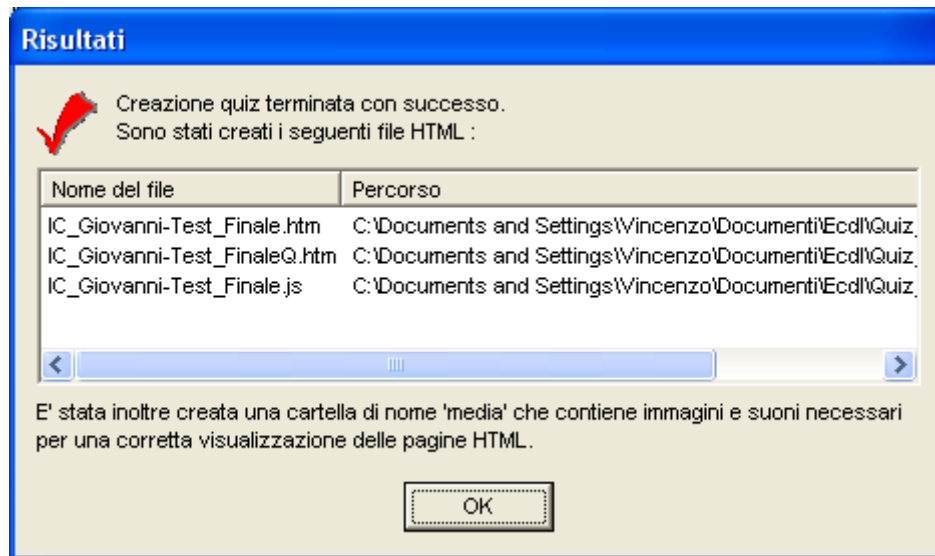 Risultati
Creazione quiz terminata con successo.
Sono stati creati i seguenti file HTML :
Nome del file Percorso
IC_Giovanni-Test_Finale.htm C:\Documents and Settings\Vincenzo\Documenti\Ecdl\Quiz_
IC_Giovanni-Test_FinaleQ.htm C:\Documents and Settings\Vincenzo\Documenti\Ecdl\Quiz_
IC_Giovanni-Test_Finale.js C:\Documents and Settings\Vincenzo\Documenti\Ecdl\Quiz_
E' stata inoltre creata una cartella di nome 'media' che contiene immagini e suoni necessari
per una corretta visualizzazione delle pagine HTML.
OK